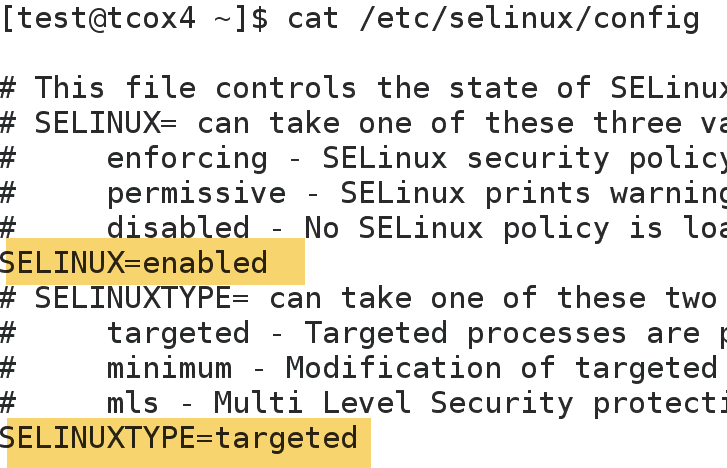 [test@tcox4 ~]$ cat /etc/selinux/config
# This file controls the state of SELinux
# SELINUX= can take one of these three va
#     enforcing - SELinux security policy
#     permissive - SELinux prints warning
#     disabled - No SELinux policy is loa
SELINUX=enabled
# SELINUXTYPE= can take one of these two
#     targeted - Targeted processes are p
#     minimum - Modification of targeted
#     mls - Multi Level Security protecti
SELINUXTYPE=targeted